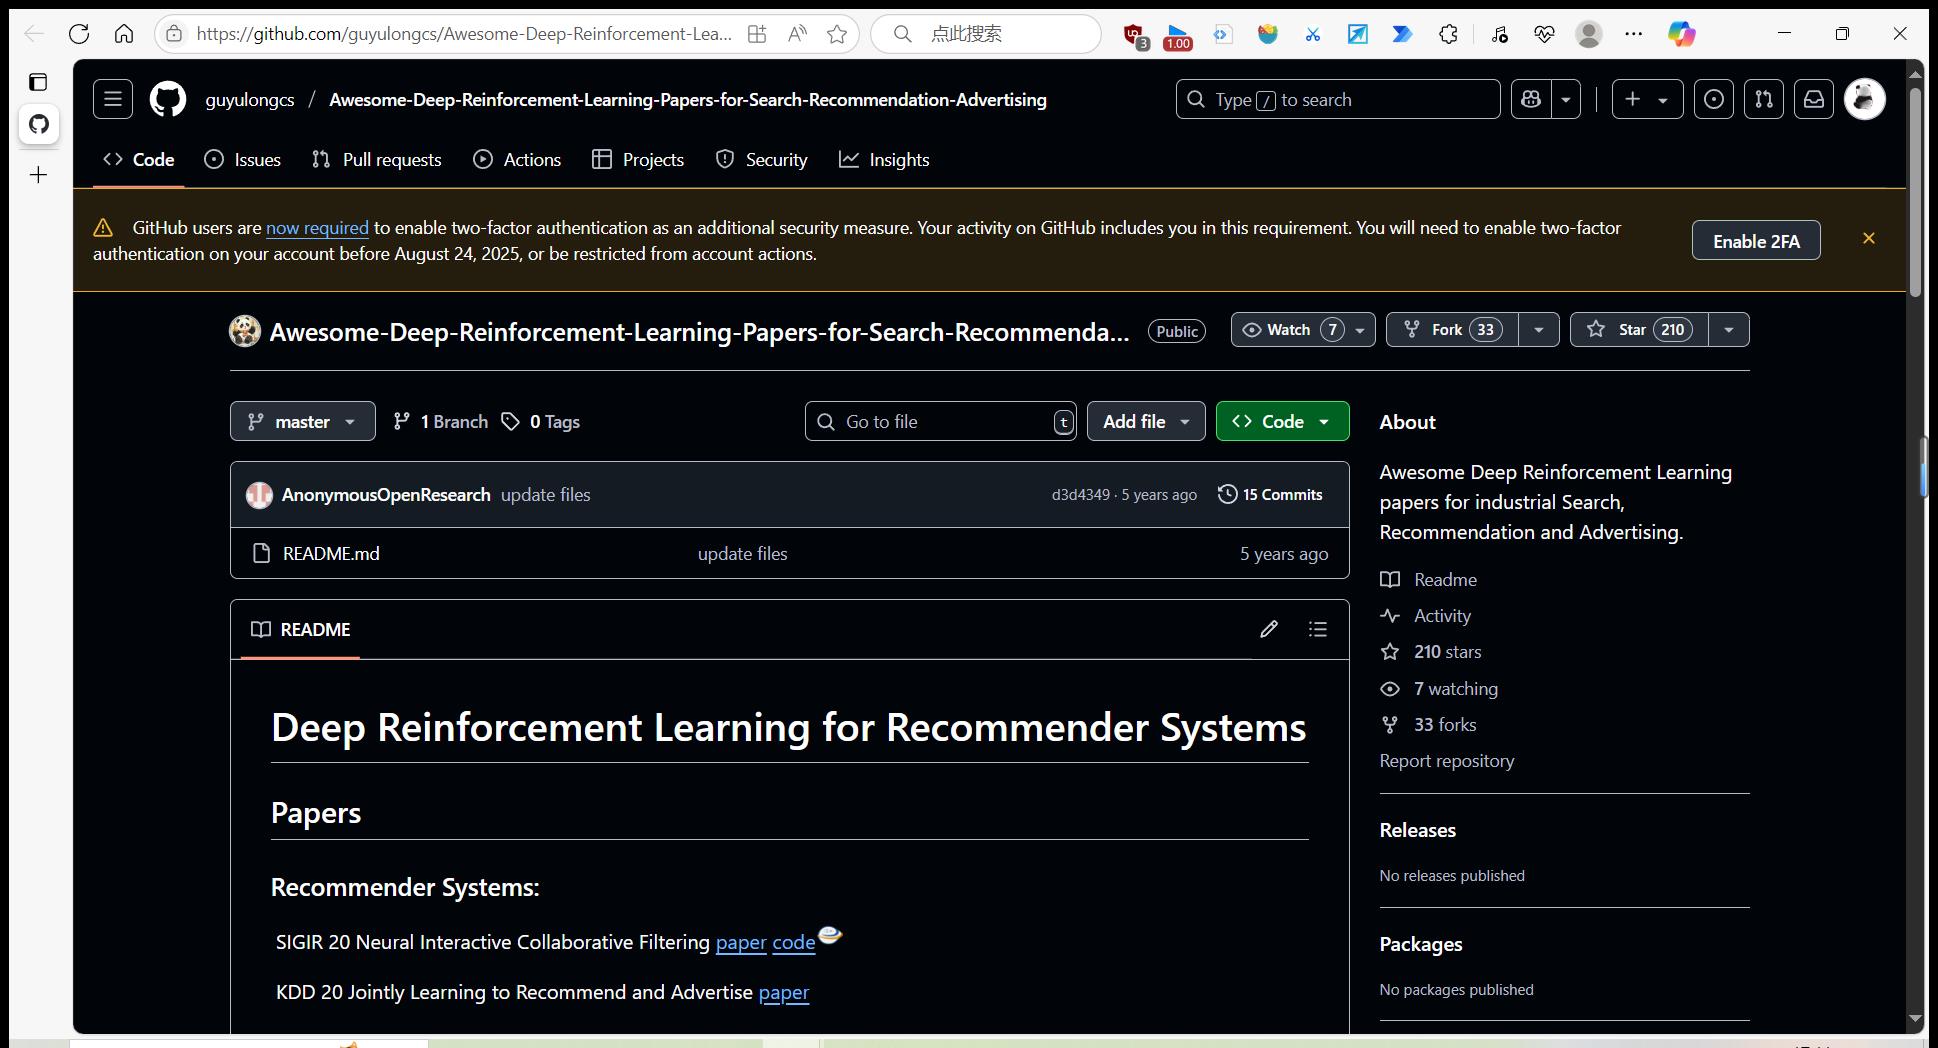 https://github.com/guyulongcs/Awesome-Deep-Reinforcement-Lea...
点此搜索
3
1.00
guyulongcs / Awesome-Deep-Reinforcement-Learning-Papers-for-Search-Recommendation-Advertising
Type / to search
Code
Issues
Pull requests
Actions
Projects
Security
Insights
GitHub users are now required to enable two-factor authentication as an additional security measure. Your activity on GitHub includes you in this requirement. You will need to enable two-factor
authentication on your account before August 24, 2025, or be restricted from account actions.
Enable 2FA
Awesome-Deep-Reinforcement-Learning-Papers-for-Search-Recommenda...
Public
Watch 7
Fork 33
Star 210
master
1 Branch
0 Tags
Go to file
t
Add file
Code
AnonymousOpenResearch update files
d3d4349 · 5 years ago
15 Commits
README.md
update files
5 years ago
README
Deep Reinforcement Learning for Recommender Systems
Papers
Recommender Systems:
SIGIR 20 Neural Interactive Collaborative Filtering paper code
KDD 20 Jointly Learning to Recommend and Advertise paper
About
Awesome Deep Reinforcement Learning
papers for industrial Search,
Recommendation and Advertising.
Readme
Activity
210 stars
7 watching
33 forks
Report repository
Releases
No releases published
Packages
No packages published